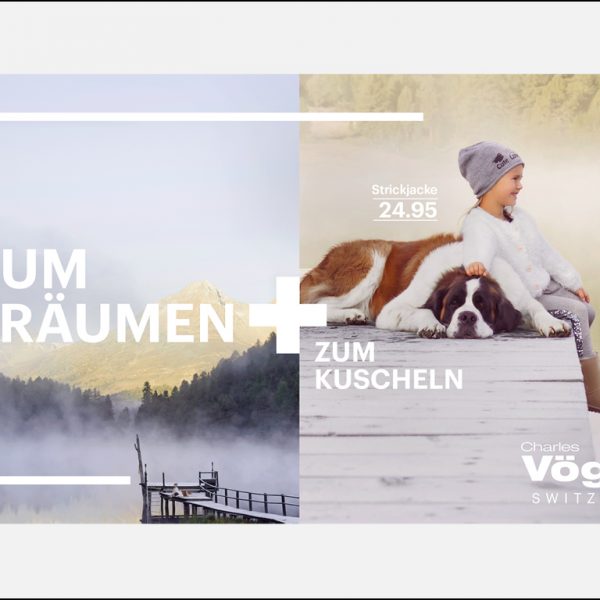 UM
RÄUMEN
Strickjacke
24.95
ZUM
KUSCHELN
Charles
Vög
SWITZ